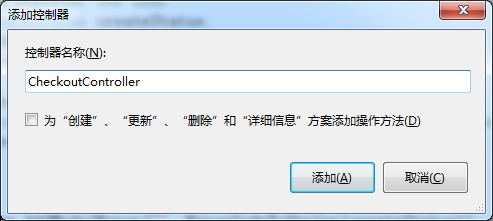 添加控制器
控制器名称(N):
CheckoutController
为“创建”、“更新”、“删除”和“详细信息”方案添加操作方法(D)
添加(A)
取消(C)